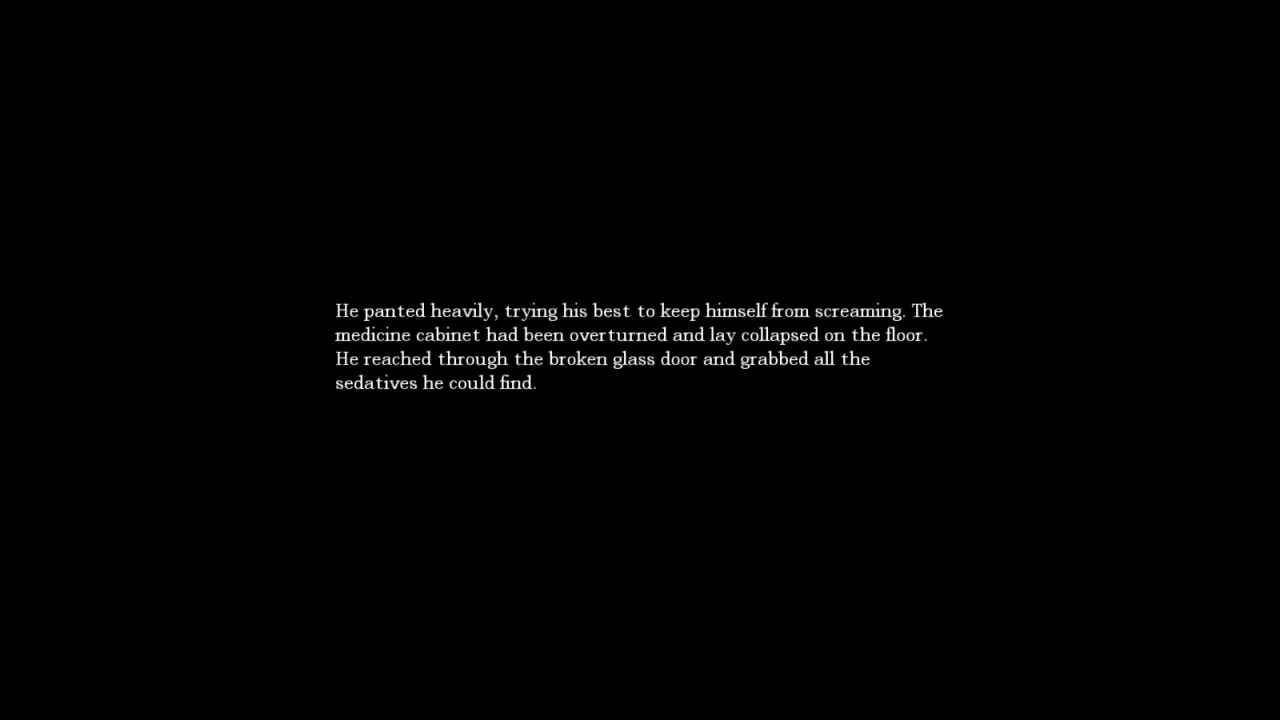 He panted heavily, trying his best to keep himself from screaming. The
medicine cabinet had been overturned and lay collapsed on the floor.
He reached through the broken glass door and grabbed all the
sedatives he could find.